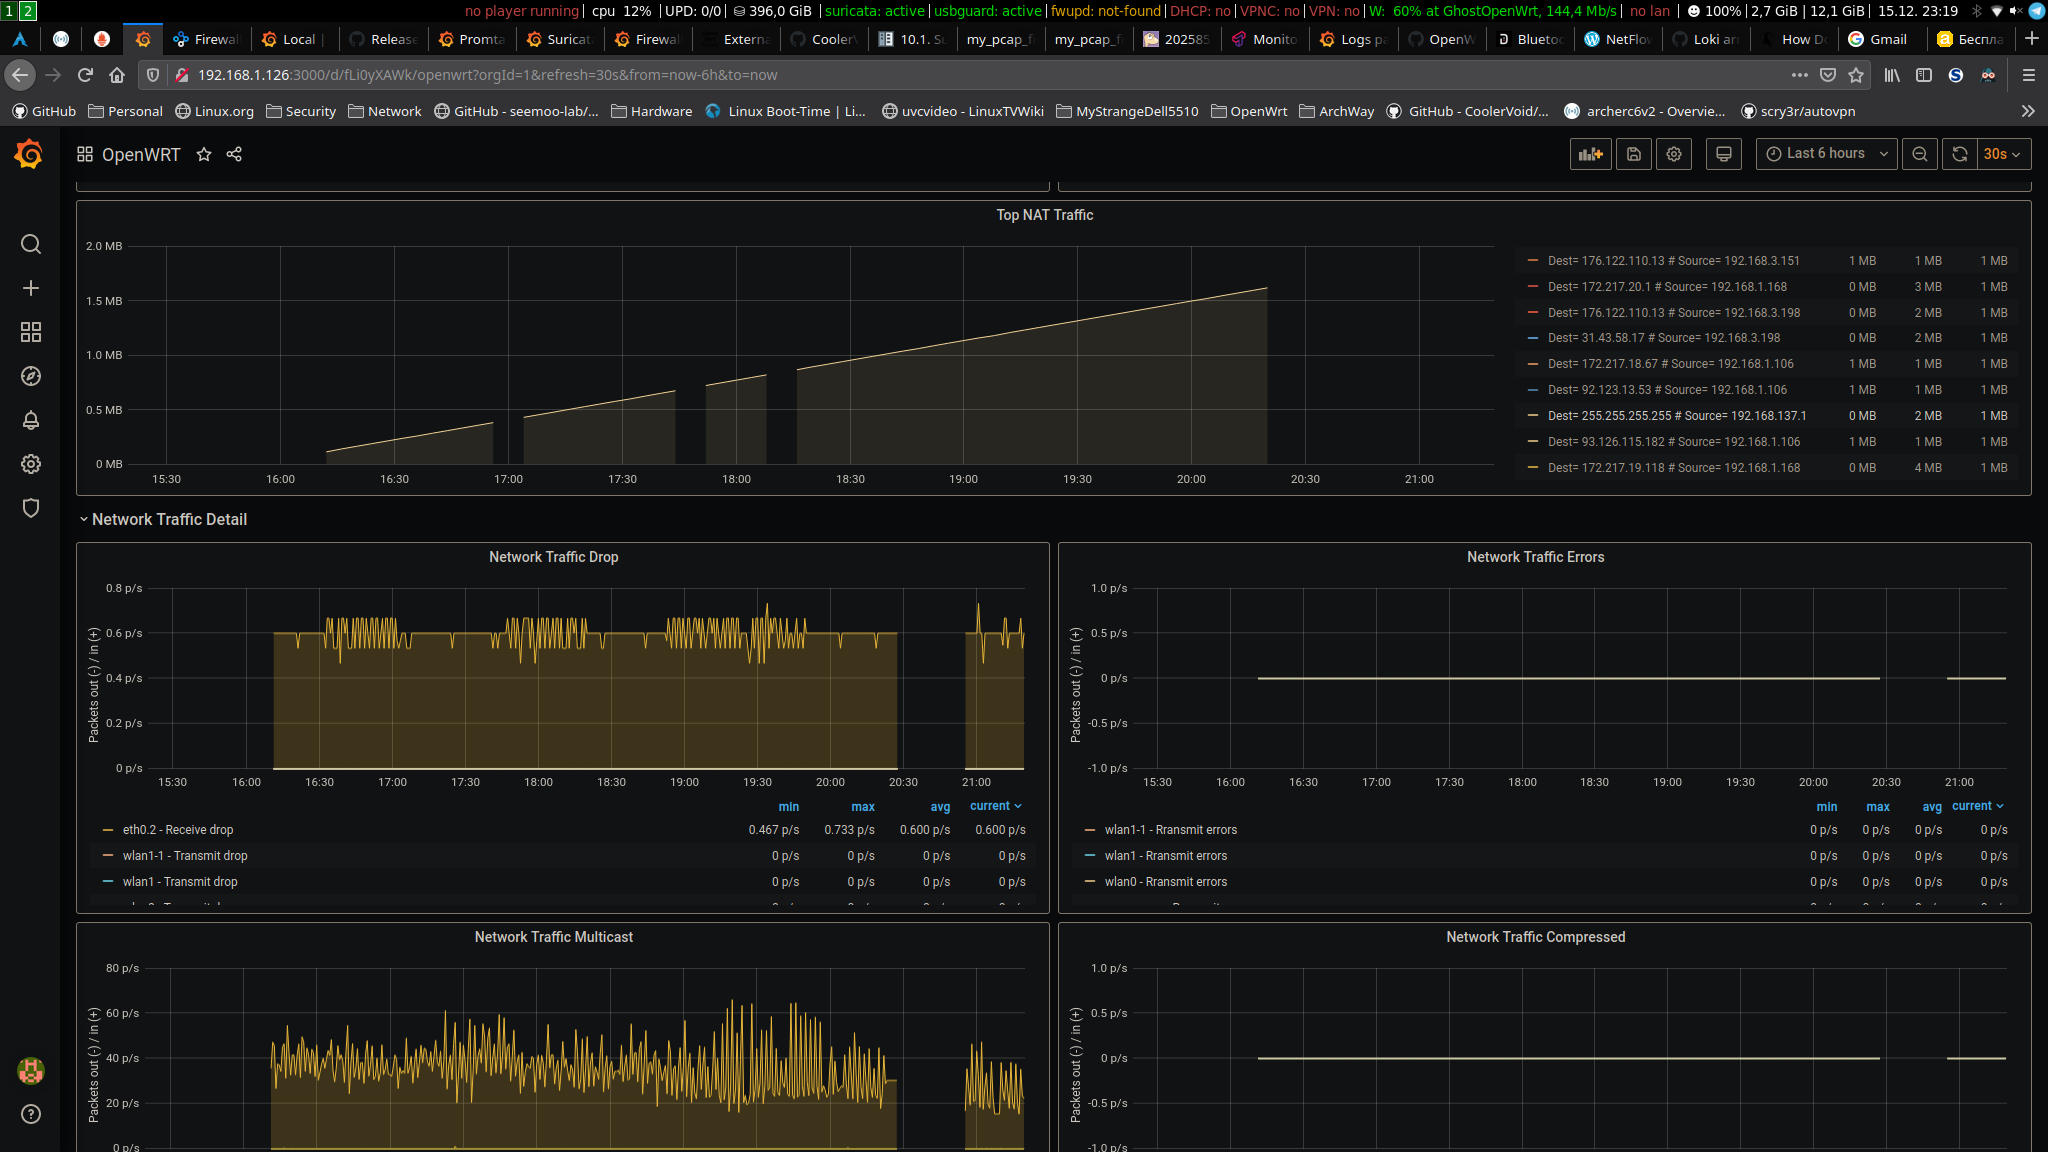 1 2 no player running | cpu 12% | UPD: 0/0 | 396,0 GiB | suricata: active | usbguard: active | fwupd: not-found | DHCP: no | VPNC: no | VPN: no | W: 60% at GhostOpenWrt, 144,4 Mb/s | no lan | 100% | 2,7 GiB | 12,1 GiB | 15.12. 23:19
Firewal Local Release Promta Suricat Firewal Extern Cooler 10.1. S my_pcap_f my_pcap_f 202585 Monito Logs p OpenW Blueto NetFlo Loki ar How D Gmail Беспла
192.168.1.126:3000/d/fLi0yXAWk/openwrt?orgId=1&refresh=30s&from=now-6h&to=now
GitHub Personal Linux.org Security Network GitHub - seemoo-lab/... Hardware Linux Boot-Time | Li... uvcvideo - LinuxTVWiki MyStrangeDell5510 OpenWrt ArchWay GitHub - CoolerVoid/... archerc6v2 - Overvie... scry3r/autovpn
OpenWRT
Last 6 hours 30s
Top NAT Traffic
2.0 MB
1.5 MB
1.0 MB
0.5 MB
0 MB
15:30 16:00 16:30 17:00 17:30 18:00 18:30 19:00 19:30 20:00 20:30 21:00
Dest= 176.122.110.13 # Source= 192.168.3.151 1 MB 1 MB 1 MB
Dest= 172.217.20.1 # Source= 192.168.1.168 0 MB 3 MB 1 MB
Dest= 176.122.110.13 # Source= 192.168.3.198 0 MB 2 MB 1 MB
Dest= 31.43.58.17 # Source= 192.168.3.198 0 MB 2 MB 1 MB
Dest= 172.217.18.67 # Source= 192.168.1.106 1 MB 1 MB 1 MB
Dest= 92.123.13.53 # Source= 192.168.1.106 1 MB 1 MB 1 MB
Dest= 255.255.255.255 # Source= 192.168.137.1 0 MB 2 MB 1 MB
Dest= 93.126.115.182 # Source= 192.168.1.106 1 MB 1 MB 1 MB
Dest= 172.217.19.118 # Source= 192.168.1.168 0 MB 4 MB 1 MB
Network Traffic Detail
Network Traffic Drop
Packets out (-) / in (+)
0.8 p/s
0.6 p/s
0.4 p/s
0.2 p/s
0 p/s
15:30 16:00 16:30 17:00 17:30 18:00 18:30 19:00 19:30 20:00 20:30 21:00
min max avg current
eth0.2 - Receive drop 0.467 p/s 0.733 p/s 0.600 p/s 0.600 p/s
wlan1-1 - Transmit drop 0 p/s 0 p/s 0 p/s 0 p/s
wlan1 - Transmit drop 0 p/s 0 p/s 0 p/s 0 p/s
Network Traffic Errors
Packets out (-) / in (+)
1.0 p/s
0.5 p/s
0 p/s
-0.5 p/s
-1.0 p/s
15:30 16:00 16:30 17:00 17:30 18:00 18:30 19:00 19:30 20:00 20:30 21:00
min max avg current
wlan1-1 - Rransmit errors 0 p/s 0 p/s 0 p/s 0 p/s
wlan1 - Rransmit errors 0 p/s 0 p/s 0 p/s 0 p/s
wlan0 - Rransmit errors 0 p/s 0 p/s 0 p/s 0 p/s
Network Traffic Multicast
Packets out (-) / in (+)
80 p/s
60 p/s
40 p/s
20 p/s
0 p/s
Network Traffic Compressed
Packets out (-) / in (+)
1.0 p/s
0.5 p/s
0 p/s
-0.5 p/s
-1.0 p/s